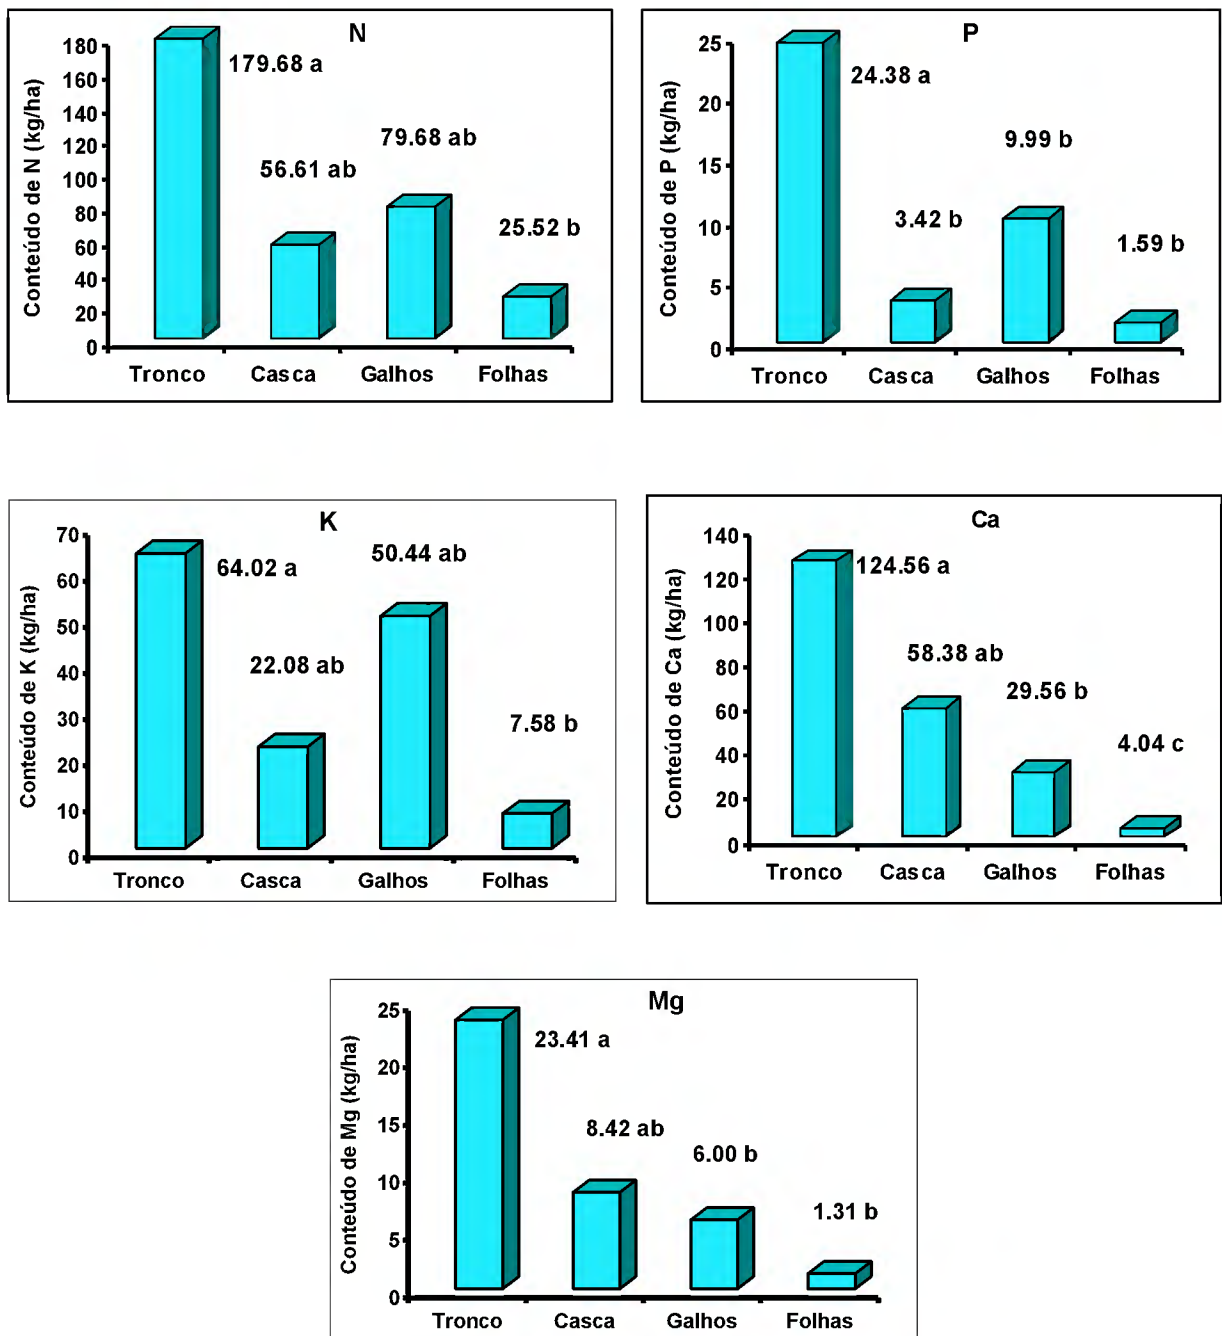 N
Conteúdo de N (kg/ha)
180
160
140
120
100
80
60
40
20
0
179.68 a
56.61 ab
79.68 ab
25.52 b
Tronco Casca Galhos Folhas
P
Conteúdo de P (kg/ha)
25
20
15
10
5
0
24.38 a
3.42 b
9.99 b
1.59 b
Tronco Casca Galhos Folhas
K
Conteúdo de K (kg/ha)
70
60
50
40
30
20
10
0
64.02 a
22.08 ab
50.44 ab
7.58 b
Tronco Casca Galhos Folhas
Ca
Conteúdo de Ca (kg/ha)
140
120
100
80
60
40
20
0
124.56 a
58.38 ab
29.56 b
4.04 c
Tronco Casca Galhos Folhas
Mg
Conteúdo de Mg (kg/ha)
25
20
15
10
5
0
23.41 a
8.42 ab
6.00 b
1.31 b
Tronco Casca Galhos Folhas